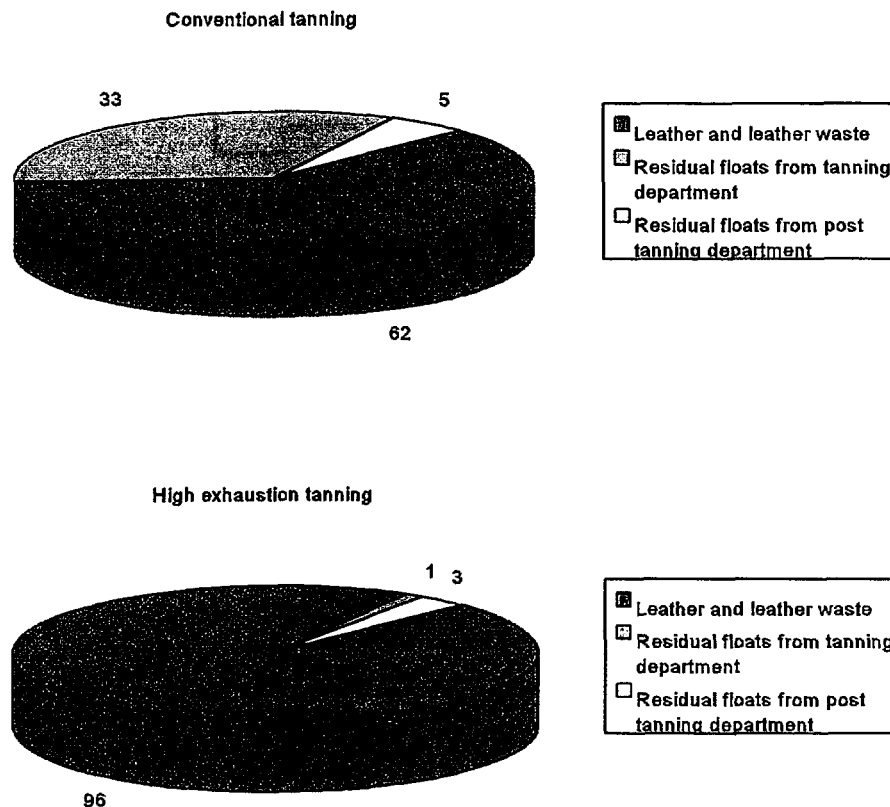 Conventional tanning
33
5
62
Leather and leather waste
Residual floats from tanning
department
Residual floats from post
tanning department
High exhaustion tanning
1 3
96
Leather and leather waste
Residual floats from tanning
department
Residual floats from post
tanning department